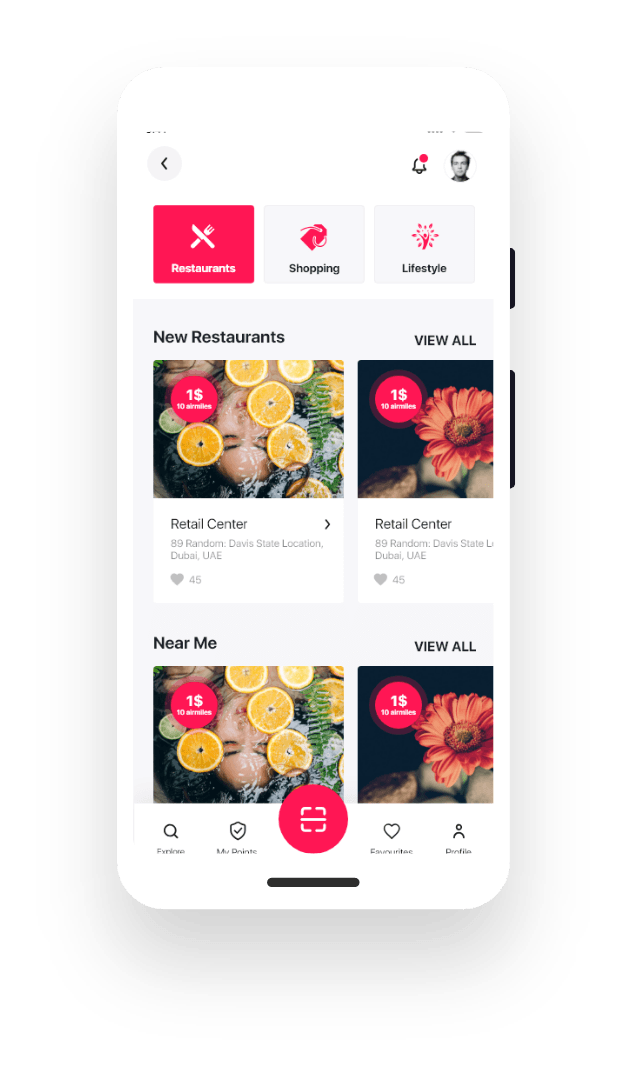 Restaurants
Shopping
Lifestyle
New Restaurants
VIEW ALL
1$
10 airmiles
1$
10 airmiles
Retail Center
89 Random: Davis State Location,
Dubai, UAE
45
Retail Center
89 Random: Davis State Lo
Dubai, UAE
45
Near Me
VIEW ALL
1$
10 airmiles
1$
10 airmiles
Explore
My Points
Favourites
Profile